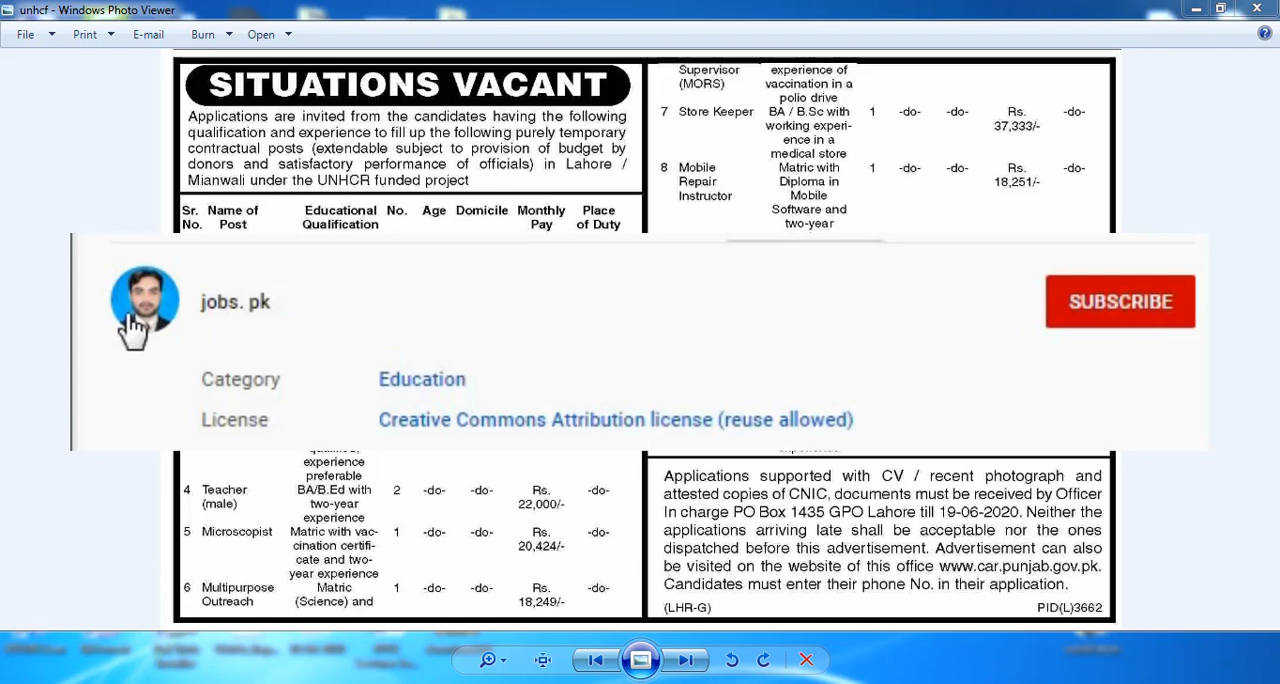 unhcf - Windows Photo Viewer
File Print E-mail Burn Open
SITUATIONS VACANT
Applications are invited from the candidates having the following
qualification and experience to fill up the following purely temporary
contractual posts (extendable subject to provision of budget by
donors and satisfactory performance of officials) in Lahore /
Mianwali under the UNHCR funded project
Sr. Name of Educational No. Age Domicile Monthly Place
No. Post Qualification Pay of Duty
jobs. pk
SUBSCRIBE
Category Education
License Creative Commons Attribution license (reuse allowed)
experience
preferable
4 Teacher BA/B.Ed with 2 -do- -do- Rs. -do-
(male) two-year 22,000/-
experience
5 Microscopist Matric with vac- 1 -do- -do- Rs. -do-
cination certifi- 20,424/-
cate and two-
year experience
6 Multipurpose Matric 1 -do- -do- Rs. -do-
Outreach (Science) and 18,249/-
Supervisor experience of
(MORS) vaccination in a
polio drive
7 Store Keeper BA / B.Sc with 1 -do- -do- Rs. -do-
working experi- 37,333/-
ence in a
medical store
8 Mobile Matric with 1 -do- -do- Rs. -do-
Repair Diploma in 18,251/-
Instructor Mobile
Software and
two-year
Applications supported with CV / recent photograph and
attested copies of CNIC, documents must be received by Officer
In charge PO Box 1435 GPO Lahore till 19-06-2020. Neither the
applications arriving late shall be acceptable nor the ones
dispatched before this advertisement. Advertisement can also
be visited on the website of this office www.car.punjab.gov.pk.
Candidates must enter their phone No. in their application.
(LHR-G) PID(L)3662